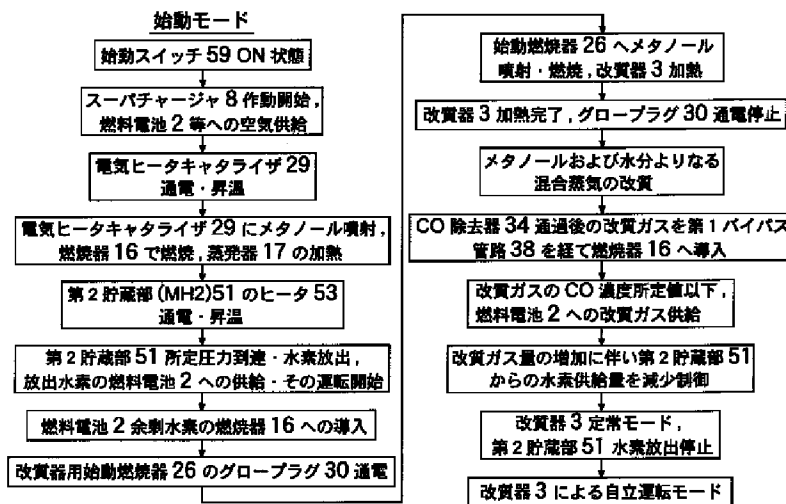 始動モード
始動スイッチ 59 ON 状態
スーパチャージャ 8 作動開始，
燃料電池 2 等への空気供給
電気ヒータキャタライザ 29
通電・昇温
電気ヒータキャタライザ 29 にメタノール噴射，
燃焼器 16 で燃焼，蒸発器 17 の加熱
第2貯蔵部 (MH2) 51 のヒータ 53
通電・昇温
第2貯蔵部 51 所定圧力到達・水素放出，
放出水素の燃料電池 2 への供給・その運転開始
燃料電池 2 余剰水素の燃焼器 16 への導入
改質器用始動燃焼器 26 のグロープラグ 30 通電
始動燃焼器 26 へメタノール
噴射・燃焼，改質器 3 加熱
改質器 3 加熱完了，グロープラグ 30 通電停止
メタノールおよび水分よりなる
混合蒸気の改質
CO 除去器 34 通過後の改質ガスを第1バイパス
管路 38 を経て燃焼器 16 へ導入
改質ガスの CO 濃度所定値以下，
燃料電池 2 への改質ガス供給
改質ガス量の増加に伴い第2貯蔵部 51
からの水素供給量を減少制御
改質器 3 定常モード，
第2貯蔵部 51 水素放出停止
改質器 3 による自立運転モード